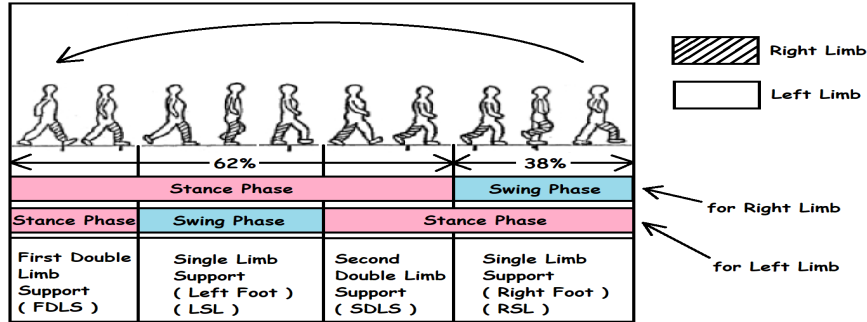 Right Limb
Left Limb
62%
38%
Stance Phase
Swing Phase
for Right Limb
Stance Phase
Swing Phase
Stance Phase
for Left Limb
First Double
Limb
Support
( FDLS )
Single Limb
Support
( Left Foot )
( LSL )
Second
Double Limb
Support
( SDLS )
Single Limb
Support
( Right Foot )
( RSL )